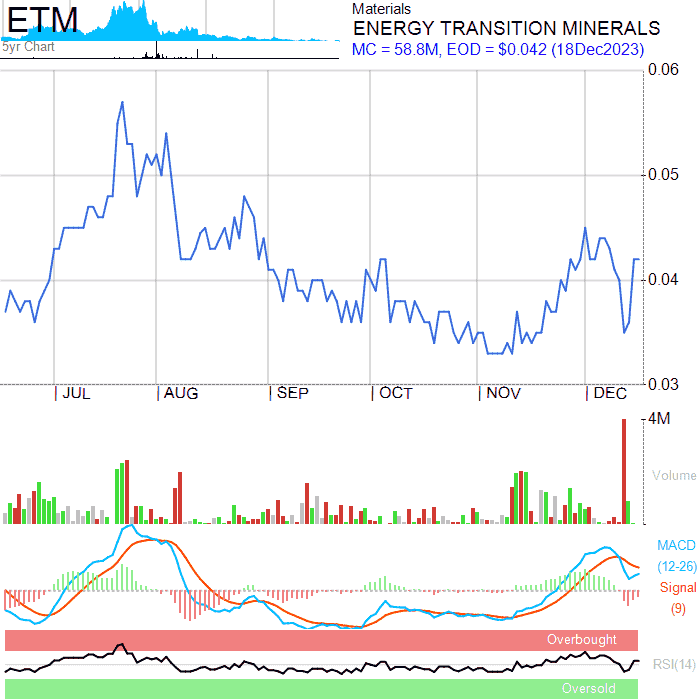 ETM
5yr Chart
Materials
ENERGY TRANSITION MINERALS
MC = 58.8M, EOD = $0.042 (18Dec2023)
0.06
0.05
0.04
0.03
JUL
AUG
SEP
OCT
NOV
DEC
4M
Volume
MACD
(12-26)
Signal
(9)
Overbought
RSI(14)
Oversold